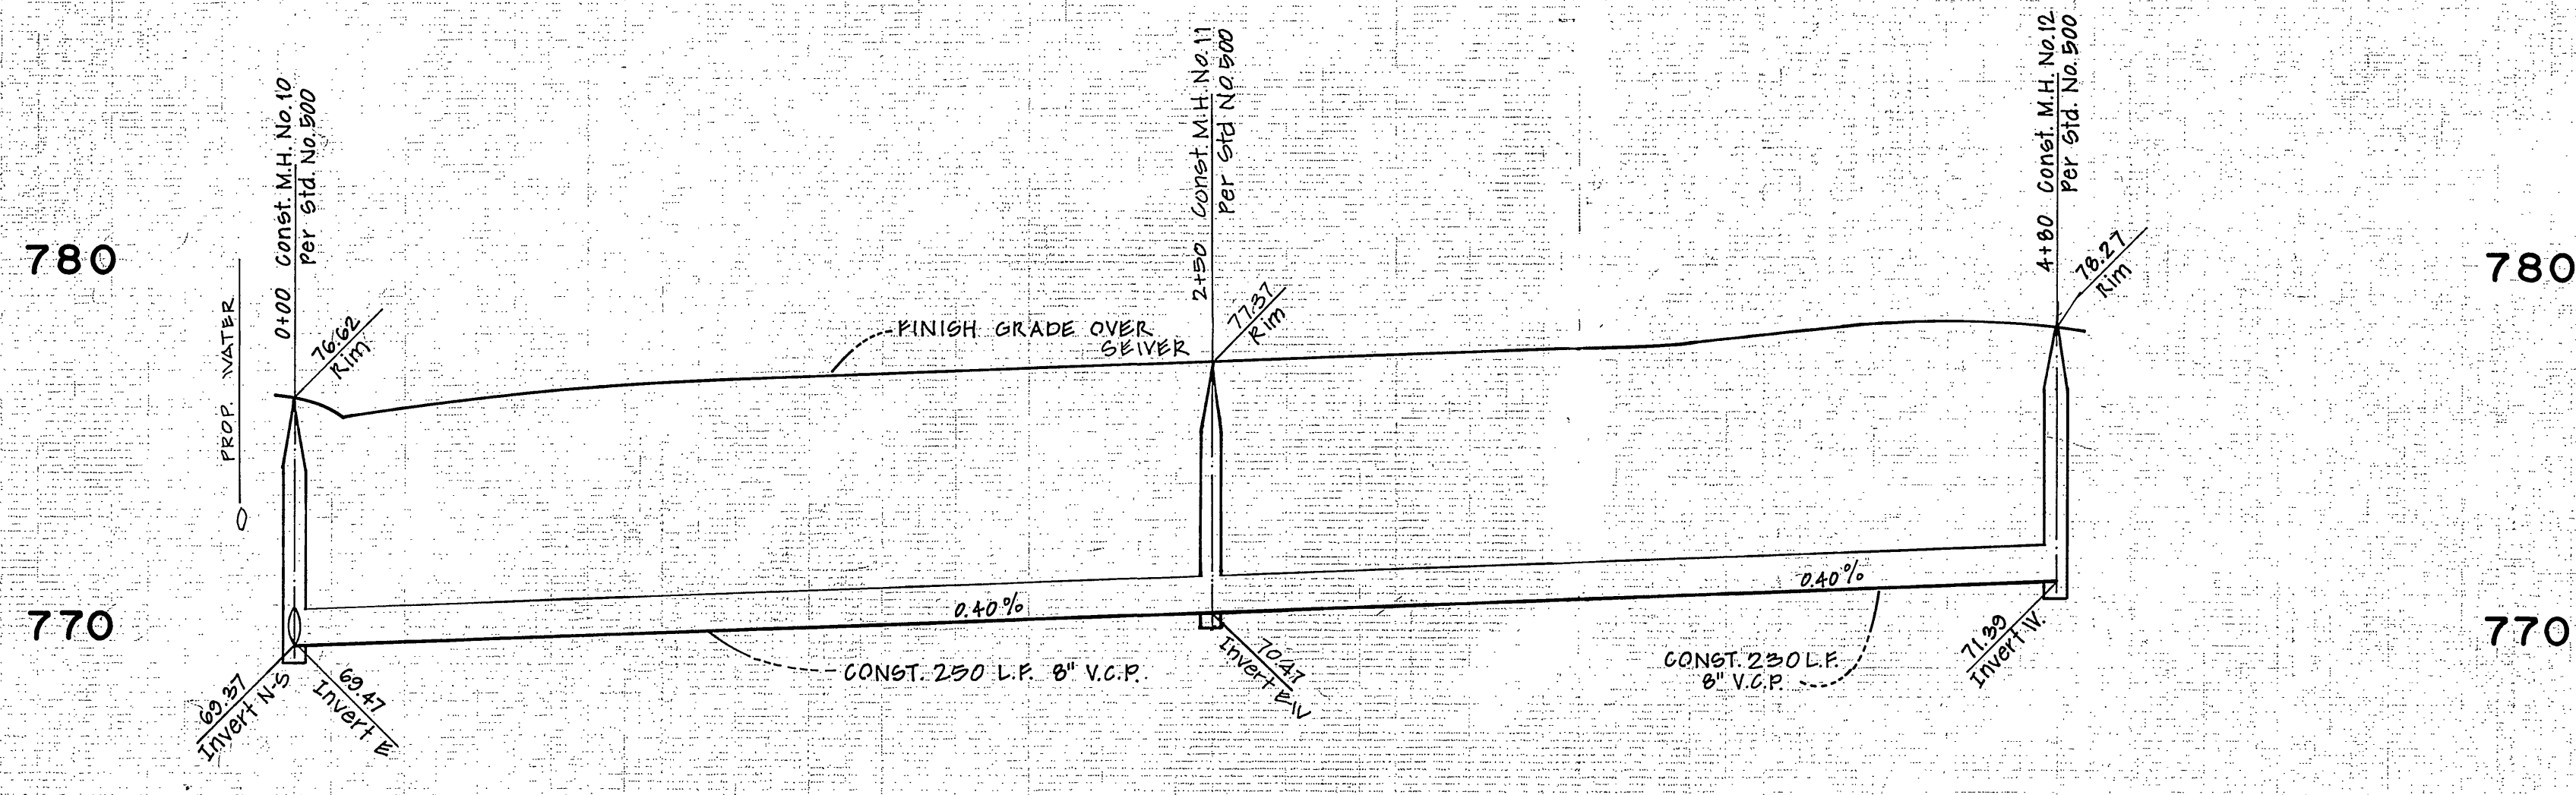 0+00 Const. M.H. No. 10
per Std. No. 500
2+50 Const. M.H. No. 11
per Std No. 500
4+80 Const. M.H. No. 12
per Std. No. 500
780
780
PROP. WATER
76.62
Rim
FINISH GRADE OVER
SEWER
77.37
Rim
78.27
Rim
770
770
0.40%
0.40%
CONST. 250 L.F. 8" V.C.P.
CONST. 230 L.F.
8" V.C.P.
69.37
Invert N-S
69.47
Invert E
70.47
Invert E W
71.39
Invert W.